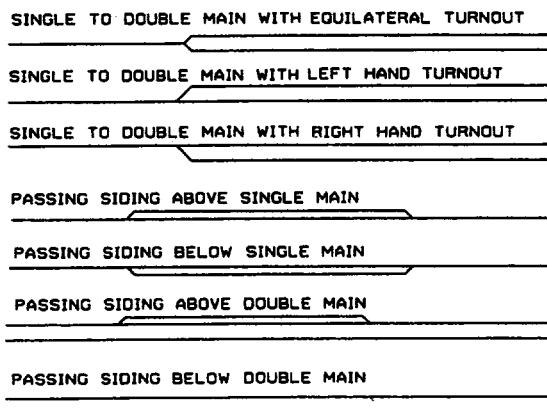 SINGLE TO DOUBLE MAIN WITH EQUILATERAL TURNOUT
SINGLE TO DOUBLE MAIN WITH LEFT HAND TURNOUT
SINGLE TO DOUBLE MAIN WITH RIGHT HAND TURNOUT
PASSING SIDING ABOVE SINGLE MAIN
PASSING SIDING BELOW SINGLE MAIN
PASSING SIDING ABOVE DOUBLE MAIN
PASSING SIDING BELOW DOUBLE MAIN